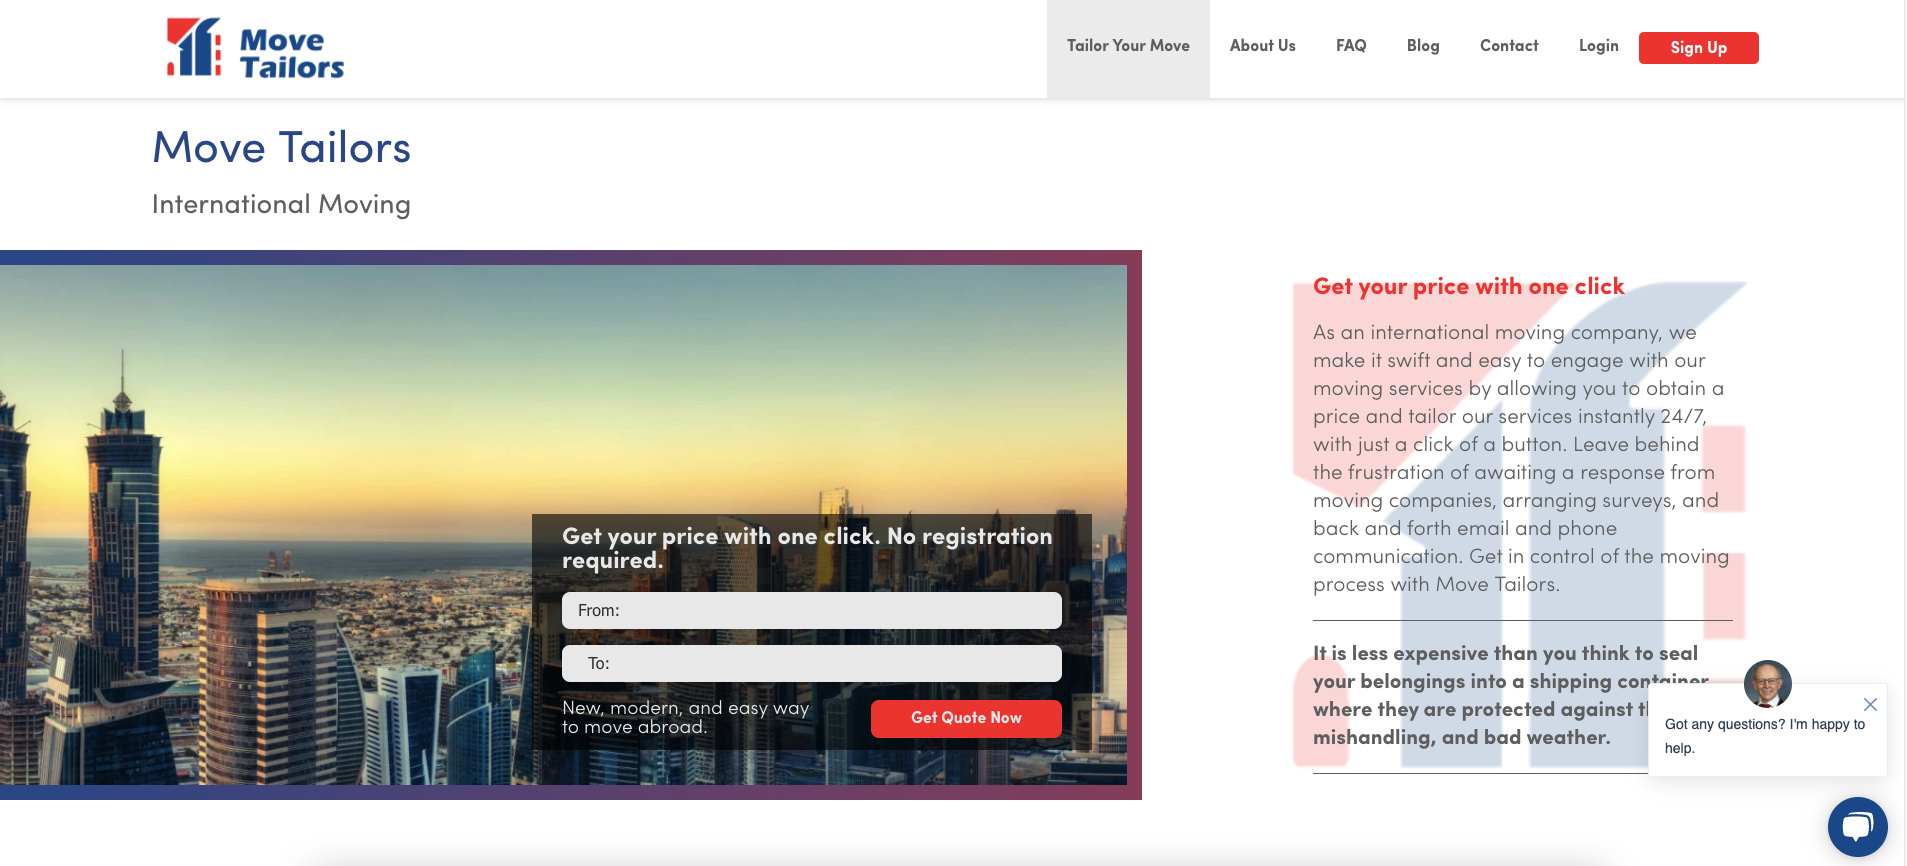 Move
Tailors
Tailor Your Move
About Us
FAQ
Blog
Contact
Login
Sign Up
Move Tailors
International Moving
Get your price with one click. No registration
required.
From:
To:
New, modern, and easy way
to move abroad.
Get Quote Now
Get your price with one click
As an international moving company, we
make it swift and easy to engage with our
moving services by allowing you to obtain a
price and tailor our services instantly 24/7,
with just a click of a button. Leave behind
the frustration of awaiting a response from
moving companies, arranging surveys, and
back and forth email and phone
communication. Get in control of the moving
process with Move Tailors.
It is less expensive than you think to seal
your belongings into a shipping container
where they are protected against
mishandling, and bad weather.
Got any questions? I'm happy to
help.